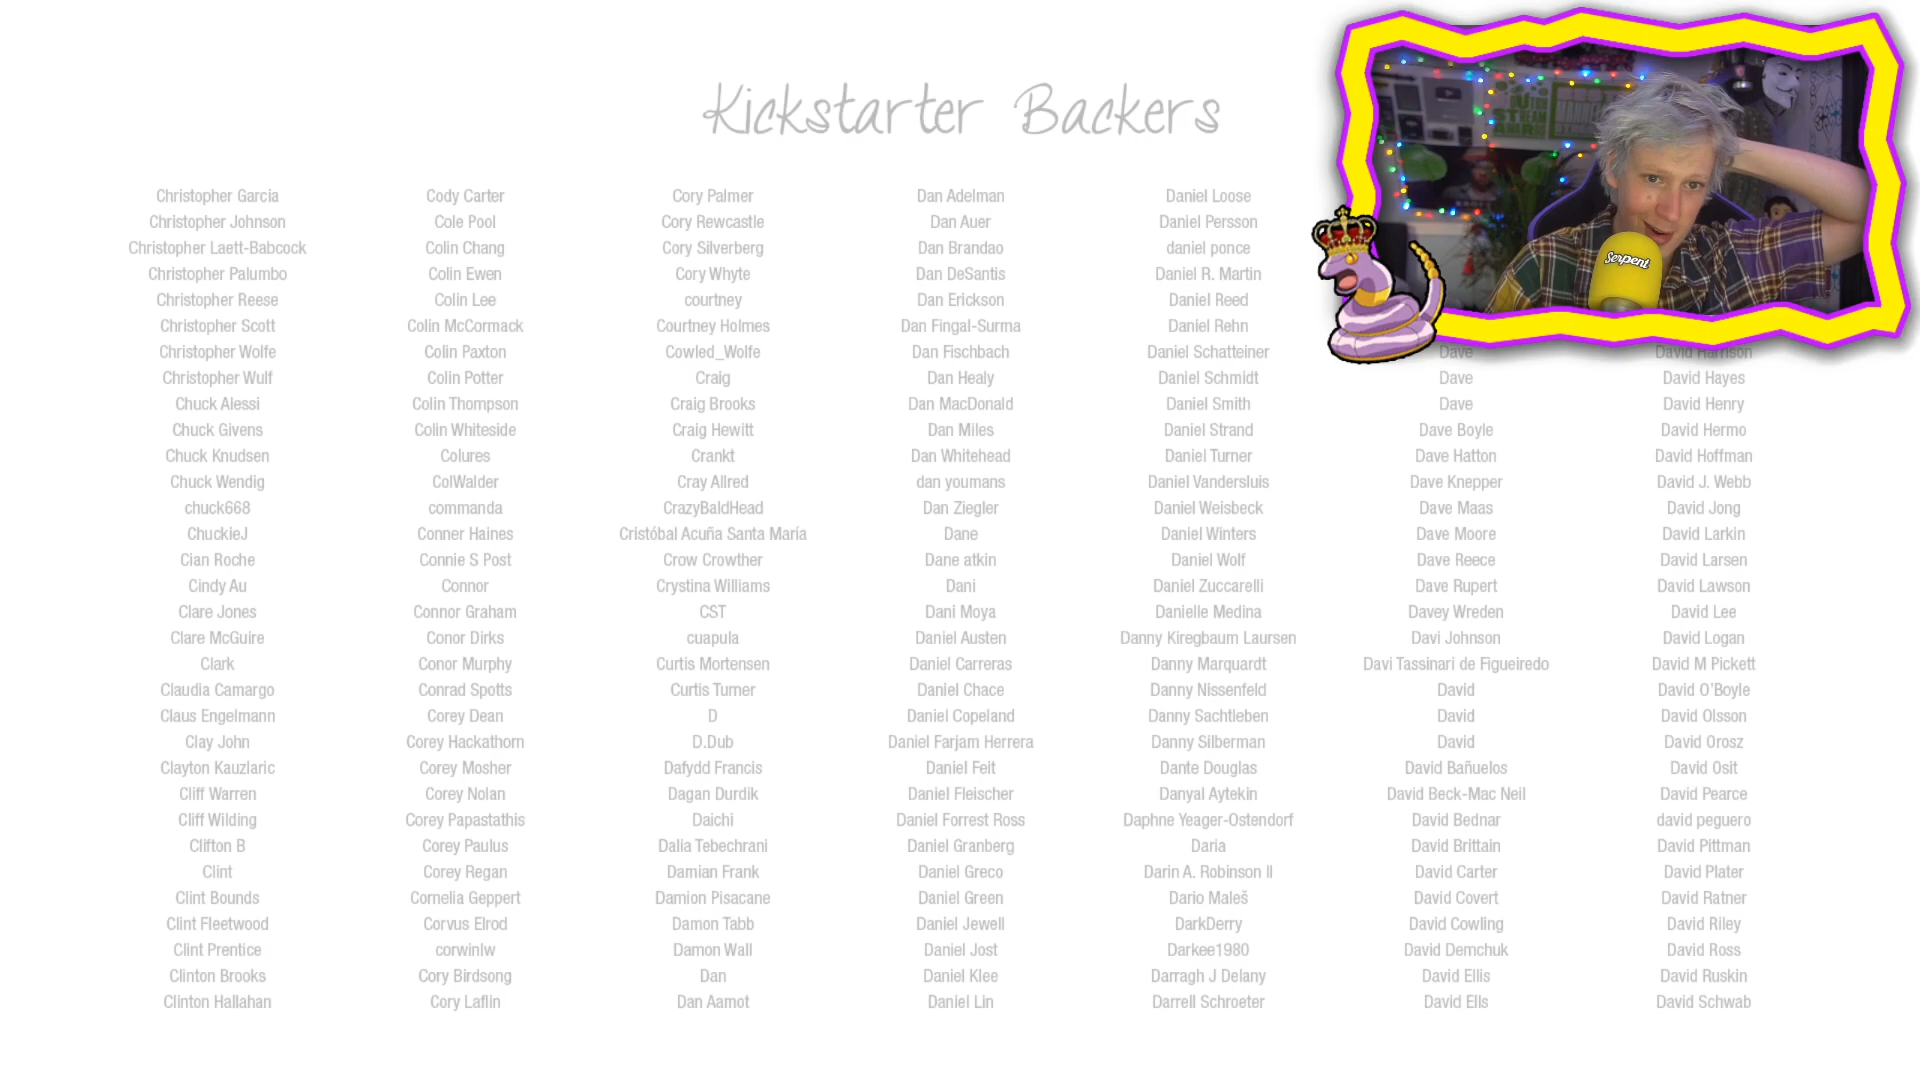 Kickstarter Backers
Serpent
Christopher Garcia
Christopher Johnson
Christopher Laett-Babcock
Christopher Palumbo
Christopher Reese
Christopher Scott
Christopher Wolfe
Christopher Wulf
Chuck Alessi
Chuck Givens
Chuck Knudsen
Chuck Wendig
chuck668
ChuckieJ
Cian Roche
Cindy Au
Clare Jones
Clare McGuire
Clark
Claudia Camargo
Claus Engelmann
Clay John
Clayton Kauzlaric
Cliff Warren
Cliff Wilding
Clifton B
Clint
Clint Bounds
Clint Fleetwood
Clint Prentice
Clinton Brooks
Clinton Hallahan
Cody Carter
Cole Pool
Colin Chang
Colin Ewen
Colin Lee
Colin McCormack
Colin Paxton
Colin Potter
Colin Thompson
Colin Whiteside
Colures
ColWalder
commanda
Conner Haines
Connie S Post
Connor
Connor Graham
Conor Dirks
Conor Murphy
Conrad Spotts
Corey Dean
Corey Hackathorn
Corey Mosher
Corey Nolan
Corey Papastathis
Corey Paulus
Corey Regan
Cornelia Geppert
Corvus Elrod
corwinlw
Cory Birdsong
Cory Laflin
Cory Palmer
Cory Rewcastle
Cory Silverberg
Cory Whyte
courtney
Courtney Holmes
Cowled_Wolfe
Craig
Craig Brooks
Craig Hewitt
Crankt
Cray Allred
CrazyBaldHead
Cristóbal Acuña Santa María
Crow Crowther
Crystina Williams
CST
cuapula
Curtis Mortensen
Curtis Turner
D
D.Dub
Dafydd Francis
Dagan Durdik
Daichi
Dalia Tebechrani
Damian Frank
Damion Pisacane
Damon Tabb
Damon Wall
Dan
Dan Aamot
Dan Adelman
Dan Auer
Dan Brandao
Dan DeSantis
Dan Erickson
Dan Fingal-Surma
Dan Fischbach
Dan Healy
Dan MacDonald
Dan Miles
Dan Whitehead
dan youmans
Dan Ziegler
Dane
Dane atkin
Dani
Dani Moya
Daniel Austen
Daniel Carreras
Daniel Chace
Daniel Copeland
Daniel Farjam Herrera
Daniel Feit
Daniel Fleischer
Daniel Forrest Ross
Daniel Granberg
Daniel Greco
Daniel Green
Daniel Jewell
Daniel Jost
Daniel Klee
Daniel Lin
Daniel Loose
Daniel Persson
daniel ponce
Daniel R. Martin
Daniel Reed
Daniel Rehn
Daniel Schatteiner
Daniel Schmidt
Daniel Smith
Daniel Strand
Daniel Turner
Daniel Vandersluis
Daniel Weisbeck
Daniel Winters
Daniel Wolf
Daniel Zuccarelli
Danielle Medina
Danny Kiregbaum Laursen
Danny Marquardt
Danny Nissenfeld
Danny Sachtleben
Danny Silberman
Dante Douglas
Danyal Aytekin
Daphne Yeager-Ostendorf
Daria
Darin A. Robinson II
Dario Maleš
DarkDerry
Darkee1980
Darragh J Delany
Darrell Schroeter
Dave
Dave
Dave
Dave Boyle
Dave Hatton
Dave Knepper
Dave Maas
Dave Moore
Dave Reece
Dave Rupert
Davey Wreden
Davi Johnson
Davi Tassinari de Figueiredo
David
David
David
David Bañuelos
David Beck-Mac Neil
David Bednar
David Brittain
David Carter
David Covert
David Cowling
David Demchuk
David Ellis
David Ells
David Harrison
David Hayes
David Henry
David Hermo
David Hoffman
David J. Webb
David Jong
David Larkin
David Larsen
David Lawson
David Lee
David Logan
David M Pickett
David O'Boyle
David Olsson
David Orosz
David Osit
David Pearce
david peguero
David Pittman
David Plater
David Ratner
David Riley
David Ross
David Ruskin
David Schwab